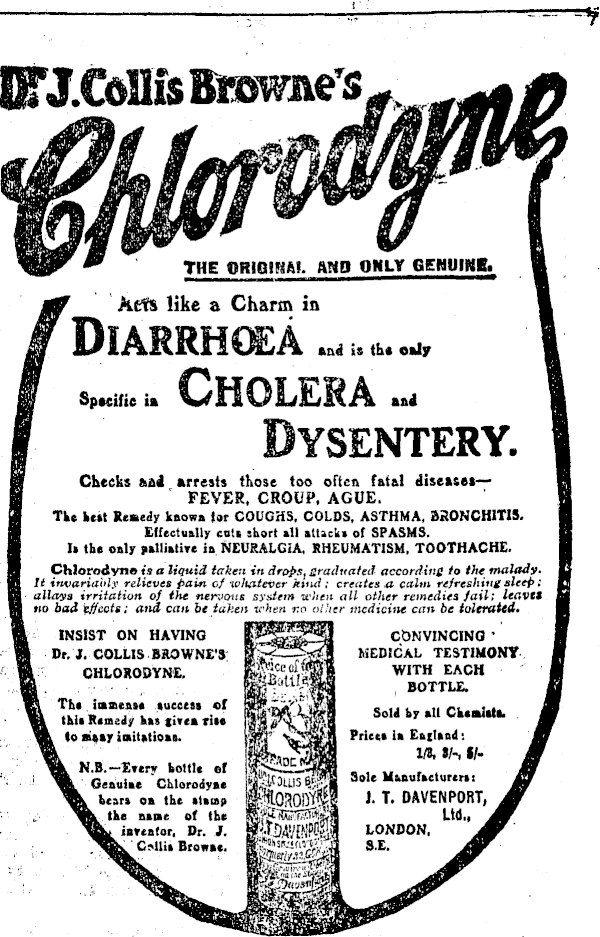 Dr. J. Collis Browne's
Chlorodyne
THE ORIGINAL AND ONLY GENUINE.
Acts like a Charm in
DIARRHŒA and is the only
Specific in CHOLERA and
DYSENTERY.
Checks and arrests those too often fatal diseases—
FEVER, CROUP, AGUE.
The best Remedy known for COUGHS, COLDS, ASTHMA, BRONCHITIS.
Effectually cuts short all attacks of SPASMS.
Is the only palliative in NEURALGIA, RHEUMATISM, TOOTHACHE.
Chlorodyne is a liquid taken in drops, graduated according to the malady.
It invariably relieves pain of whatever kind; creates a calm refreshing sleep;
allays irritation of the nervous system when all other remedies fail; leaves
no bad effects; and can be taken when no other medicine can be tolerated.
INSIST ON HAVING
Dr. J. COLLIS BROWNE'S
CHLORODYNE.
The immense success of
this Remedy has given rise
to many imitations.
N.B.—Every bottle of
Genuine Chlorodyne
bears on the stamp
the name of the
inventor, Dr. J.
Collis Browne.
Price of
Bottle
TRADE M
COLLIS B
HLORODYN
T DAVENPO
CONVINCING
MEDICAL TESTIMONY
WITH EACH
BOTTLE.
Sold by all Chemists.
Prices in England:
1/3, 3/-, 5/-
Sole Manufacturers:
J. T. DAVENPORT,
Ltd.,
LONDON,
S.E.